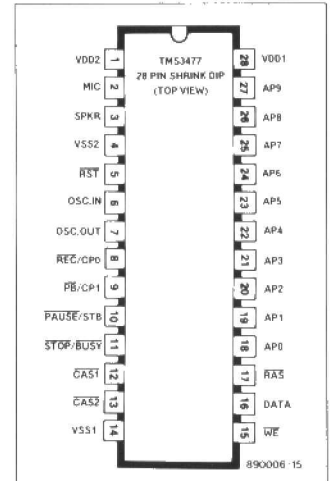 TMS3477
28 PIN SHRINK DIP
(TOP VIEW)
VDD2 1
MIC 2
SPKR 3
VSS2 4
RST 5
OSC.IN 6
OSC.OUT 7
REC/CP0 8
PB/CP1 9
PAUSE/STB 10
STOP/BUSY 11
CAS1 12
CAS2 13
VSS1 14
28 VDD1
27 AP9
26 AP8
25 AP7
24 AP6
23 AP5
22 AP4
21 AP3
20 AP2
19 AP1
18 AP0
17 RAS
16 DATA
15 WE
890006-15